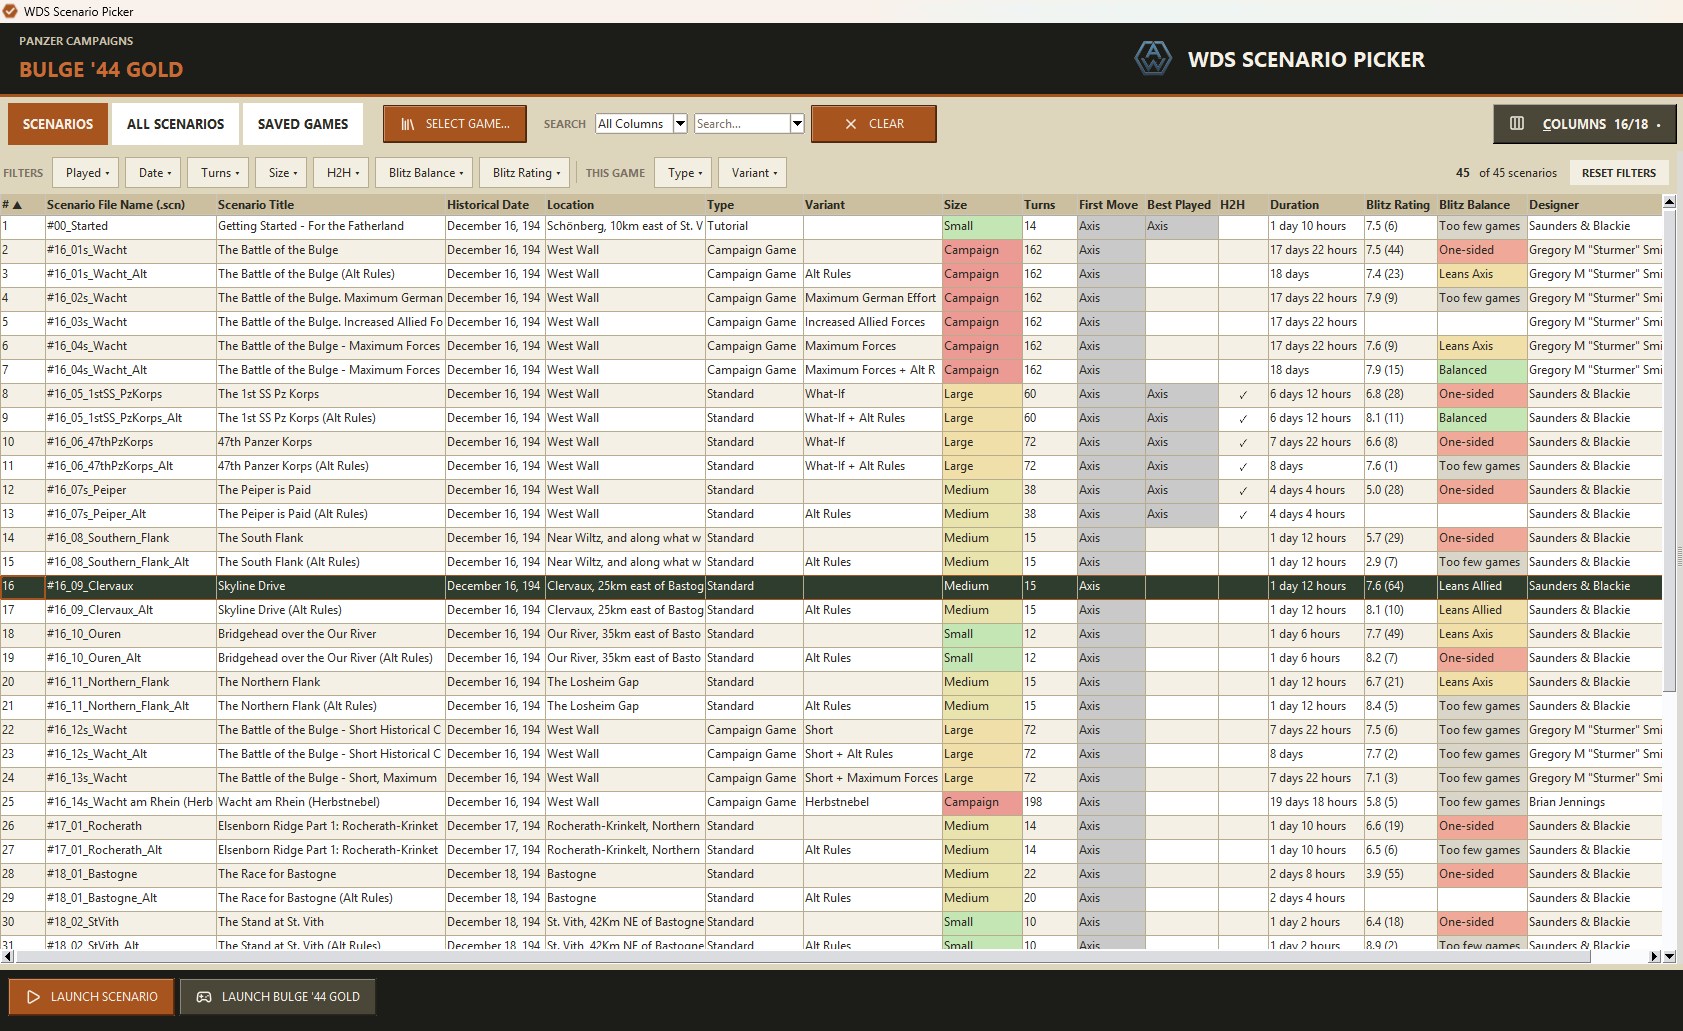 WDS Scenario Picker
PANZER CAMPAIGNS
BULGE '44 GOLD
WDS SCENARIO PICKER
SCENARIOS ALL SCENARIOS SAVED GAMES SELECT GAME... SEARCH All Columns Search... CLEAR COLUMNS 16/18
FILTERS Played Date Turns Size H2H Blitz Balance Blitz Rating THIS GAME Type Variant 45 of 45 scenarios RESET FILTERS
# Scenario File Name (.scn) Scenario Title Historical Date Location Type Variant Size Turns First Move Best Played H2H Duration Blitz Rating Blitz Balance Designer
1 #00_Started Getting Started - For the Fatherland December 16, 194 Schönberg, 10km east of St. V Tutorial Small 14 Axis Axis 1 day 10 hours 7.5 (6) Too few games Saunders & Blackie
2 #16_01s_Wacht The Battle of the Bulge December 16, 194 West Wall Campaign Game Campaign 162 Axis 17 days 22 hours 7.5 (44) One-sided Gregory M "Sturmer" Smi
3 #16_01s_Wacht_Alt The Battle of the Bulge (Alt Rules) December 16, 194 West Wall Campaign Game Alt Rules Campaign 162 Axis 18 days 7.4 (23) Leans Axis Gregory M "Sturmer" Smi
4 #16_02s_Wacht The Battle of the Bulge. Maximum German December 16, 194 West Wall Campaign Game Maximum German Effort Campaign 162 Axis 17 days 22 hours 7.9 (9) Too few games Gregory M "Sturmer" Smi
5 #16_03s_Wacht The Battle of the Bulge. Increased Allied Fo December 16, 194 West Wall Campaign Game Increased Allied Forces Campaign 162 Axis 17 days 22 hours Gregory M "Sturmer" Smi
6 #16_04s_Wacht The Battle of the Bulge - Maximum Forces December 16, 194 West Wall Campaign Game Maximum Forces Campaign 162 Axis 17 days 22 hours 7.6 (9) Leans Axis Gregory M "Sturmer" Smi
7 #16_04s_Wacht_Alt The Battle of the Bulge - Maximum Forces December 16, 194 West Wall Campaign Game Maximum Forces + Alt R Campaign 162 Axis 18 days 7.9 (15) Balanced Gregory M "Sturmer" Smi
8 #16_05_1stSS_PzKorps The 1st SS Pz Korps December 16, 194 West Wall Standard What-If Large 60 Axis Axis ✓ 6 days 12 hours 6.8 (28) One-sided Saunders & Blackie
9 #16_05_1stSS_PzKorps_Alt The 1st SS Pz Korps (Alt Rules) December 16, 194 West Wall Standard What-If + Alt Rules Large 60 Axis Axis ✓ 6 days 12 hours 8.1 (11) Balanced Saunders & Blackie
10 #16_06_47thPzKorps 47th Panzer Korps December 16, 194 West Wall Standard What-If Large 72 Axis Axis ✓ 7 days 22 hours 6.6 (8) One-sided Saunders & Blackie
11 #16_06_47thPzKorps_Alt 47th Panzer Korps (Alt Rules) December 16, 194 West Wall Standard What-If + Alt Rules Large 72 Axis Axis ✓ 8 days 7.6 (1) Too few games Saunders & Blackie
12 #16_07s_Peiper The Peiper is Paid December 16, 194 West Wall Standard Medium 38 Axis Axis ✓ 4 days 4 hours 5.0 (28) One-sided Saunders & Blackie
13 #16_07s_Peiper_Alt The Peiper is Paid (Alt Rules) December 16, 194 West Wall Standard Alt Rules Medium 38 Axis Axis ✓ 4 days 4 hours Saunders & Blackie
14 #16_08_Southern_Flank The South Flank December 16, 194 Near Wiltz, and along what w Standard Medium 15 Axis 1 day 12 hours 5.7 (29) One-sided Saunders & Blackie
15 #16_08_Southern_Flank_Alt The South Flank (Alt Rules) December 16, 194 Near Wiltz, and along what w Standard Alt Rules Medium 15 Axis 1 day 12 hours 2.9 (7) Too few games Saunders & Blackie
16 #16_09_Clervaux Skyline Drive December 16, 194 Clervaux, 25km east of Bastog Standard Medium 15 Axis 1 day 12 hours 7.6 (64) Leans Allied Saunders & Blackie
17 #16_09_Clervaux_Alt Skyline Drive (Alt Rules) December 16, 194 Clervaux, 25km east of Bastog Standard Alt Rules Medium 15 Axis 1 day 12 hours 8.1 (10) Leans Allied Saunders & Blackie
18 #16_10_Ouren Bridgehead over the Our River December 16, 194 Our River, 35km east of Basto Standard Small 12 Axis 1 day 6 hours 7.7 (49) Leans Axis Saunders & Blackie
19 #16_10_Ouren_Alt Bridgehead over the Our River (Alt Rules) December 16, 194 Our River, 35km east of Basto Standard Alt Rules Small 12 Axis 1 day 6 hours 8.2 (7) One-sided Saunders & Blackie
20 #16_11_Northern_Flank The Northern Flank December 16, 194 The Losheim Gap Standard Medium 15 Axis 1 day 12 hours 6.7 (21) Leans Axis Saunders & Blackie
21 #16_11_Northern_Flank_Alt The Northern Flank (Alt Rules) December 16, 194 The Losheim Gap Standard Alt Rules Medium 15 Axis 1 day 12 hours 8.4 (5) Too few games Saunders & Blackie
22 #16_12s_Wacht The Battle of the Bulge - Short Historical C December 16, 194 West Wall Campaign Game Short Large 72 Axis 7 days 22 hours 7.5 (6) Too few games Gregory M "Sturmer" Smi
23 #16_12s_Wacht_Alt The Battle of the Bulge - Short Historical C December 16, 194 West Wall Campaign Game Short + Alt Rules Large 72 Axis 8 days 7.7 (2) Too few games Gregory M "Sturmer" Smi
24 #16_13s_Wacht The Battle of the Bulge - Short, Maximum December 16, 194 West Wall Campaign Game Short + Maximum Forces Large 72 Axis 7 days 22 hours 7.1 (3) Too few games Gregory M "Sturmer" Smi
25 #16_14s_Wacht am Rhein (Herb Wacht am Rhein (Herbstnebel) December 16, 194 West Wall Campaign Game Herbstnebel Campaign 198 Axis 19 days 18 hours 5.8 (5) Too few games Brian Jennings
26 #17_01_Rocherath Elsenborn Ridge Part 1: Rocherath-Krinket December 17, 194 Rocherath-Krinkelt, Northern Standard Medium 14 Axis 1 day 10 hours 6.6 (19) One-sided Saunders & Blackie
27 #17_01_Rocherath_Alt Elsenborn Ridge Part 1: Rocherath-Krinket December 17, 194 Rocherath-Krinkelt, Northern Standard Alt Rules Medium 14 Axis 1 day 10 hours 6.5 (6) Too few games Saunders & Blackie
28 #18_01_Bastogne The Race for Bastogne December 18, 194 Bastogne Standard Medium 22 Axis 2 days 8 hours 3.9 (55) One-sided Saunders & Blackie
29 #18_01_Bastogne_Alt The Race for Bastogne (Alt Rules) December 18, 194 Bastogne Standard Alt Rules Medium 20 Axis 2 days 4 hours Saunders & Blackie
30 #18_02_StVith The Stand at St. Vith December 18, 194 St. Vith, 42Km NE of Bastogne Standard Small 10 Axis 1 day 2 hours 6.4 (18) One-sided Saunders & Blackie
31 #18_02_StVith_Alt The Stand at St. Vith (Alt Rules) December 18, 194 St. Vith, 42Km NE of Bastogne Standard Alt Rules Small 10 Axis 1 day 2 hours 8.9 (2) Too few games Saunders & Blackie
LAUNCH SCENARIO LAUNCH BULGE '44 GOLD